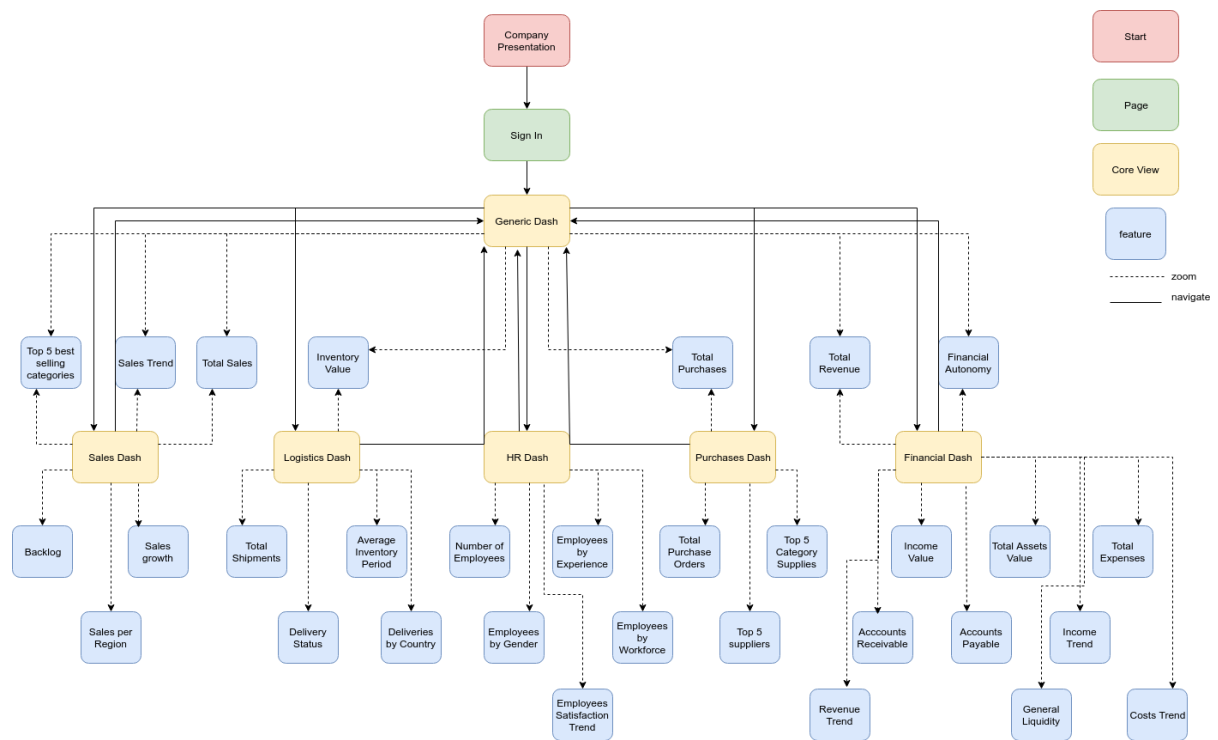 Company
Presentation
Start
Page
Sign In
Core View
Generic Dash
feature
zoom
navigate
Top 5 best
selling
categories
Sales Trend
Total Sales
Inventory
Value
Total
Purchases
Total
Revenue
Financial
Autonomy
Sales Dash
Logistics Dash
HR Dash
Purchases Dash
Financial Dash
Backlog
Sales
growth
Total
Shipments
Average
Inventory
Period
Number of
Employees
Employees
by
Experience
Total
Purchase
Orders
Top 5
Category
Supplies
Income
Value
Total Assets
Value
Total
Expenses
Sales per
Region
Delivery
Status
Deliveries
by Country
Employees
by Gender
Employees
by
Workforce
Top 5
suppliers
Acccounts
Receivable
Accounts
Payable
Income
Trend
Employees
Satisfaction
Trend
Revenue
Trend
General
Liquidity
Costs Trend